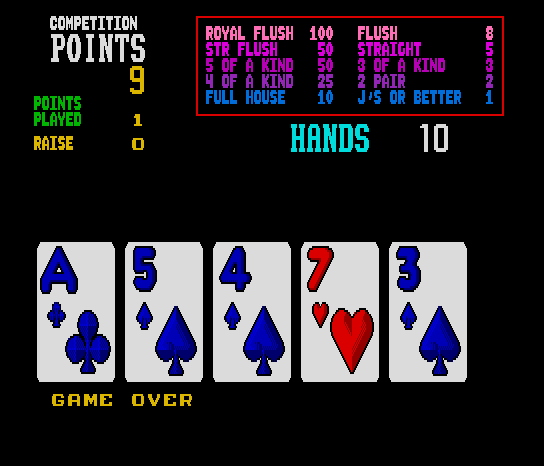 COMPETITION
POINTS
9
POINTS
PLAYED 1
RAISE 0
ROYAL FLUSH 100 FLUSH 8
STR FLUSH 50 STRAIGHT 5
5 OF A KIND 50 3 OF A KIND 3
4 OF A KIND 25 2 PAIR 2
FULL HOUSE 10 J'S OR BETTER 1
HANDS 10
A 5 4 7 3
GAME OVER